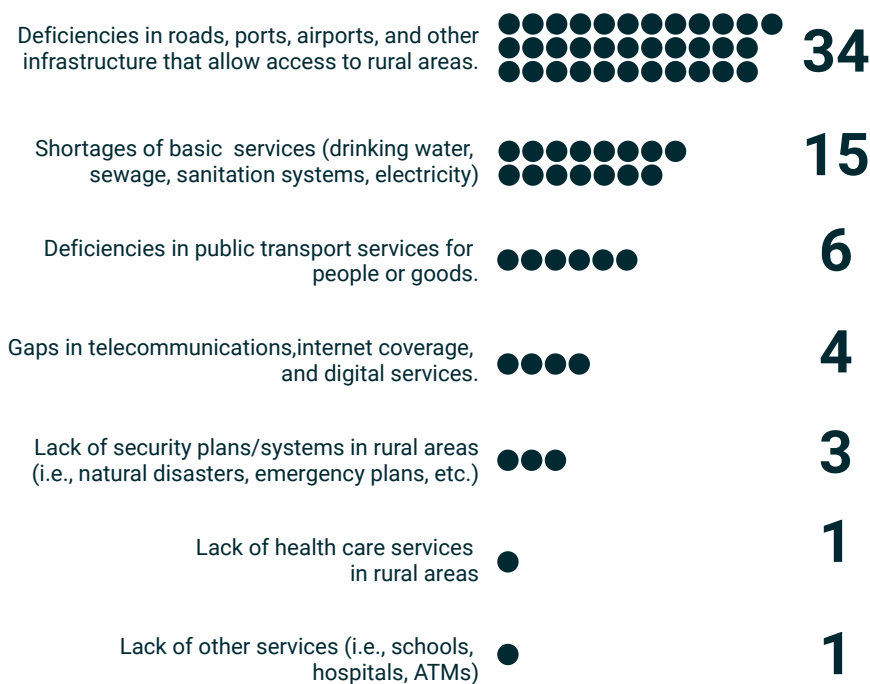 Deficiencies in roads, ports, airports, and other
infrastructure that allow access to rural areas.
34
Shortages of basic  services (drinking water,
sewage, sanitation systems, electricity)
15
Deficiencies in public transport services for
people or goods.
6
Gaps in telecommunications,internet coverage,
and digital services.
4
Lack of security plans/systems in rural areas
(i.e., natural disasters, emergency plans, etc.)
3
Lack of health care services
in rural areas
1
Lack of other services (i.e., schools,
hospitals, ATMs)
1